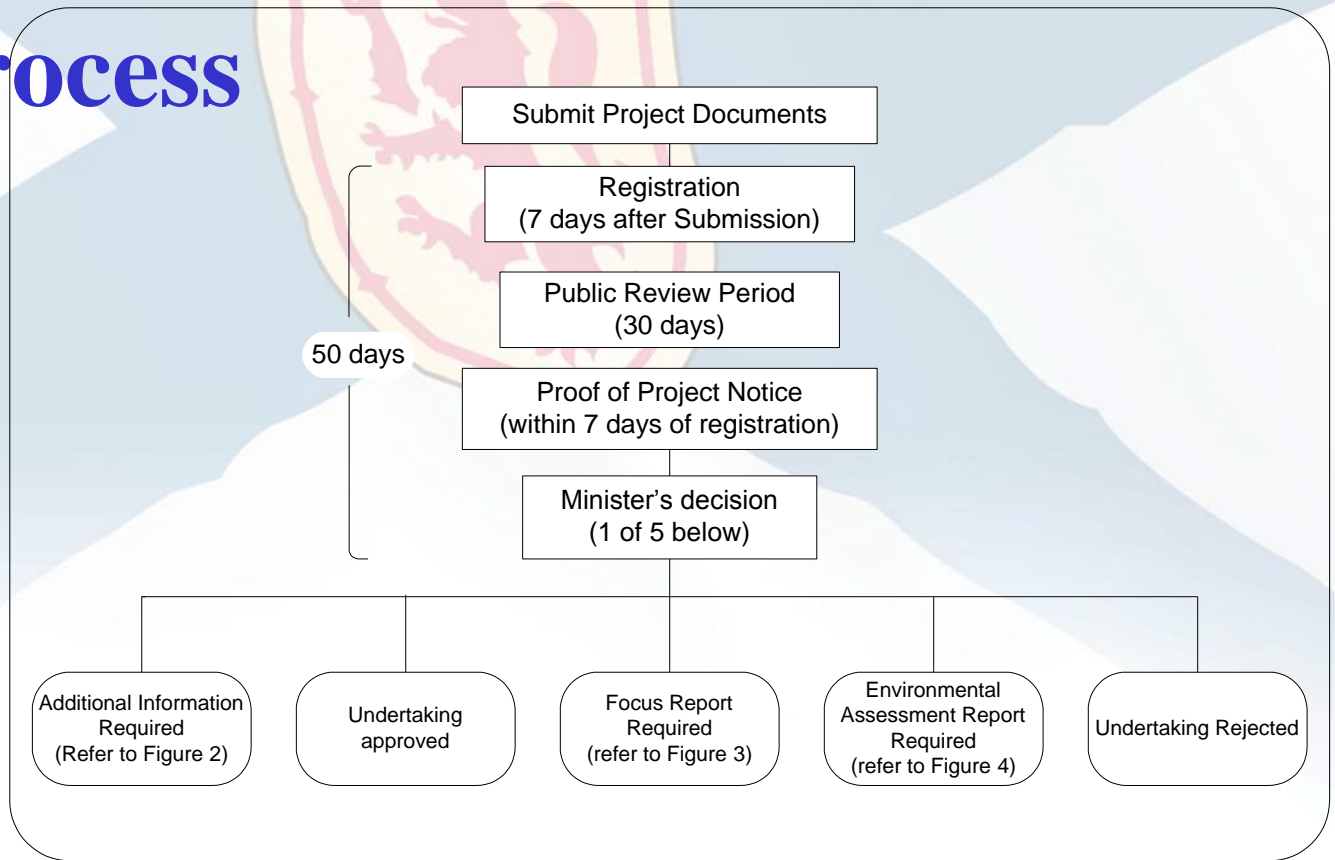 rocess
Submit Project Documents
Registration
(7 days after Submission)
Public Review Period
(30 days)
50 days
Proof of Project Notice
(within 7 days of registration)
Minister’s decision
(1 of 5 below)
Additional Information
Required
(Refer to Figure 2)
Undertaking
approved
Focus Report
Required
(refer to Figure 3)
Environmental
Assessment Report
Required
(refer to Figure 4)
Undertaking Rejected